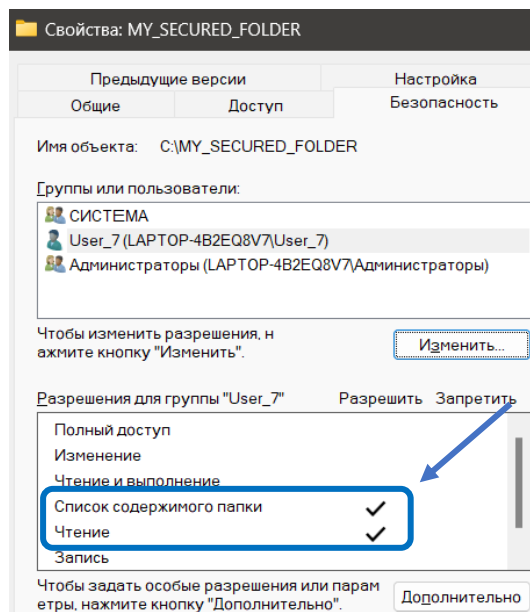 Свойства: MY_SECURED_FOLDER
Предыдущие версии Настройка
Общие Доступ Безопасность
Имя объекта: C:\MY_SECURED_FOLDER
Группы или пользователи:
СИСТЕМА
User_7 (LAPTOP-4B2EQ8V7\User_7)
Администраторы (LAPTOP-4B2EQ8V7\Администраторы)
Чтобы изменить разрешения, н
ажмите кнопку "Изменить".
Изменить...
Разрешения для группы "User_7" Разрешить Запретить
Полный доступ
Изменение
Чтение и выполнение
Список содержимого папки
Чтение
Запись
Чтобы задать особые разрешения или парам
етры, нажмите кнопку "Дополнительно".
Дополнительно